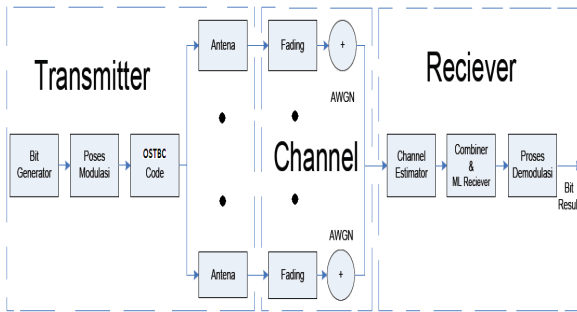 Transmitter
Bit
Generator
Poses
Modulasi
OSTBC
Code
Antena
Antena
Channel
Fading
+
AWGN
AWGN
Fading
+
Reciever
Channel
Estimator
Combiner
&
ML Reciever
Proses
Demodulasi
Bit
Resul